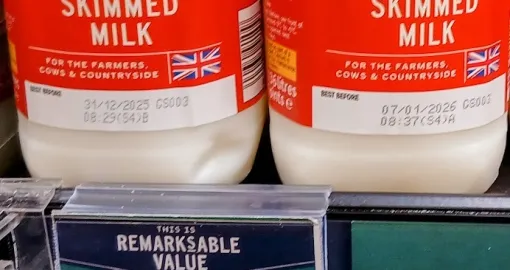 SKIMMED
MILK
FOR THE FARMERS,
COWS & COUNTRYSIDE
BEST BEFORE
31/12/2025 GS003
08:29(S4)B
SKIMMED
MILK
FOR THE FARMERS,
COWS & COUNTRYSIDE
BEST BEFORE
07/01/2026 GS003
08:37(S4)A
THIS IS
REMARKSABLE
VALUE